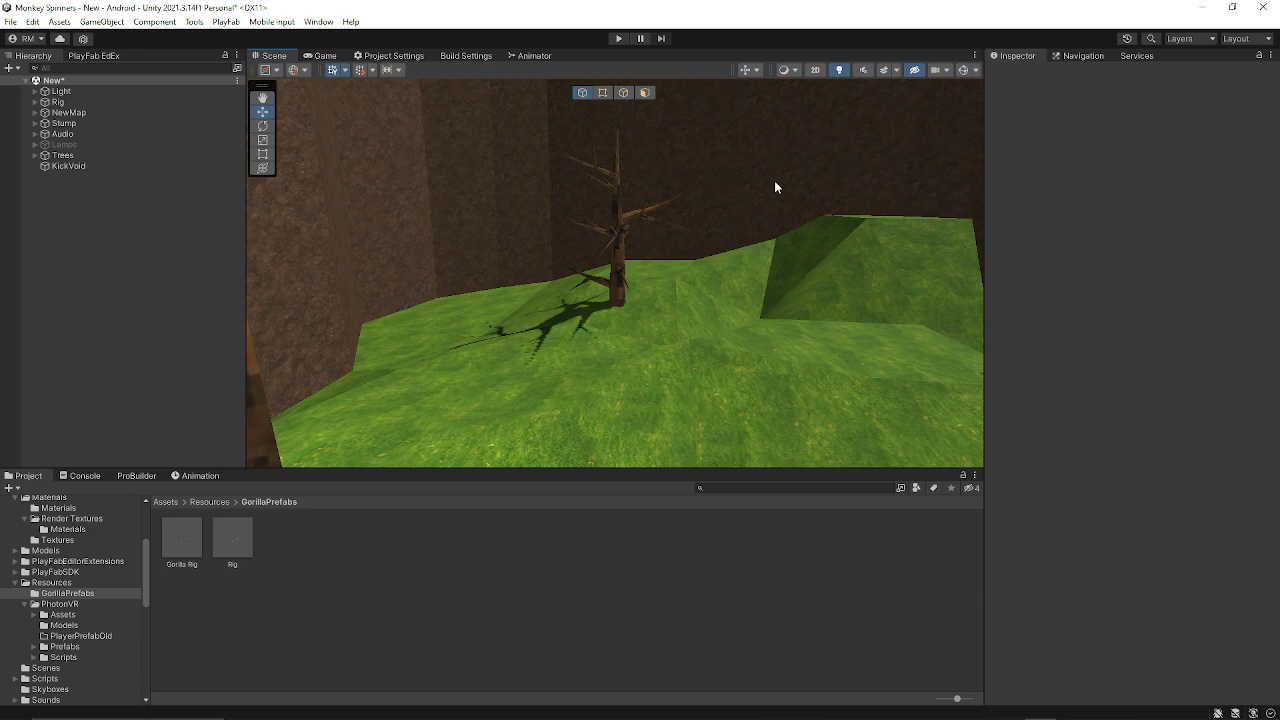 Monkey Spinners - New - Android - Unity 2021.3.14f1 Personal* <DX11>
File Edit Assets GameObject Component Tools PlayFab Mobile Input Window Help
RM Layers Layout
Hierarchy PlayFab EdEx Scene Game Project Settings Build Settings Animator Inspector Navigation Services
All 2D
New*
Light
Rig
NewMap
Stump
Audio
Lamps
Trees
KickVoid
Project Console ProBuilder Animation
4
Materials
Materials
Render Textures
Materials
Textures
Models
PlayFabEditorExtensions
PlayFabSDK
Resources
GorillaPrefabs
PhotonVR
Assets
Models
PlayerPrefabOld
Prefabs
Scripts
Scenes
Scripts
Skyboxes
Sounds
Assets > Resources > GorillaPrefabs
Gorilla Rig Rig